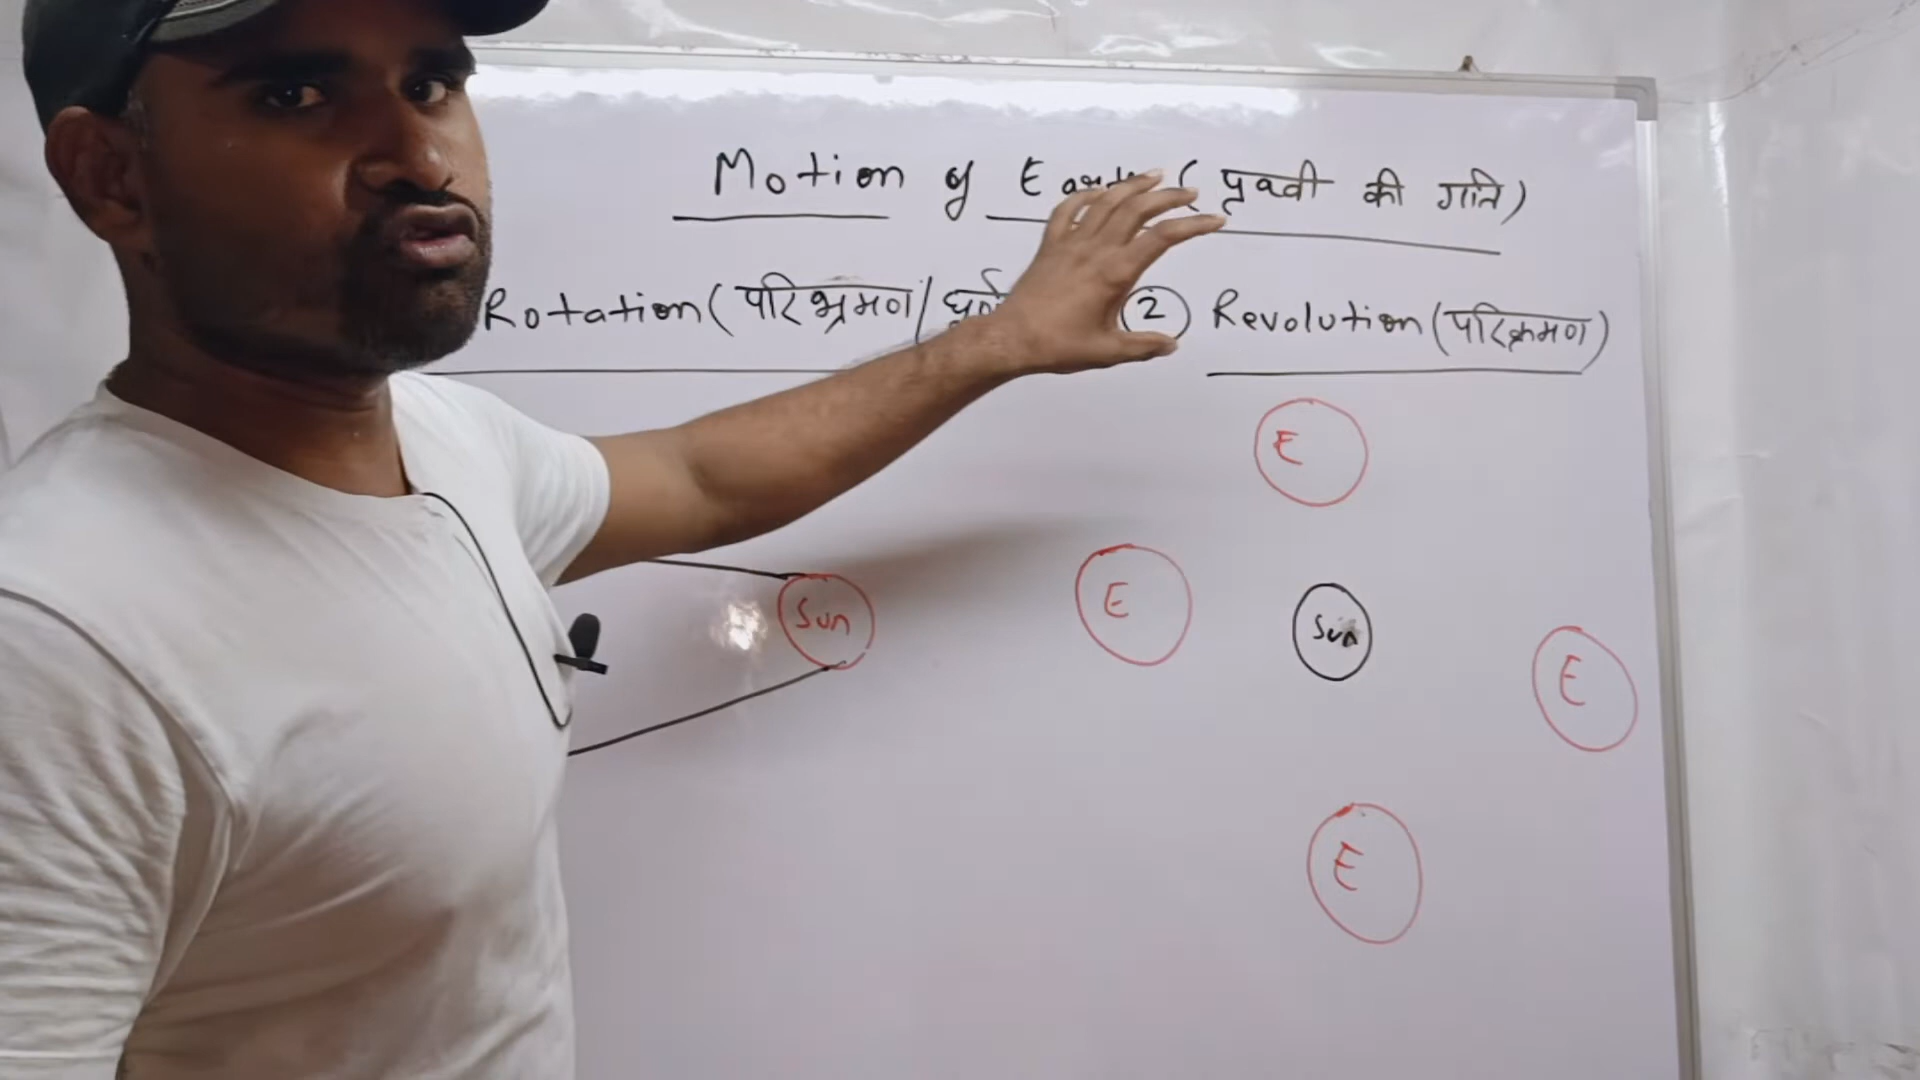 Motion of Earth (पृथ्वी की गति)
Rotation (परिभ्रमण /
② Revolution (परिक्रमण)
E
E
Sun
Sun
E
E